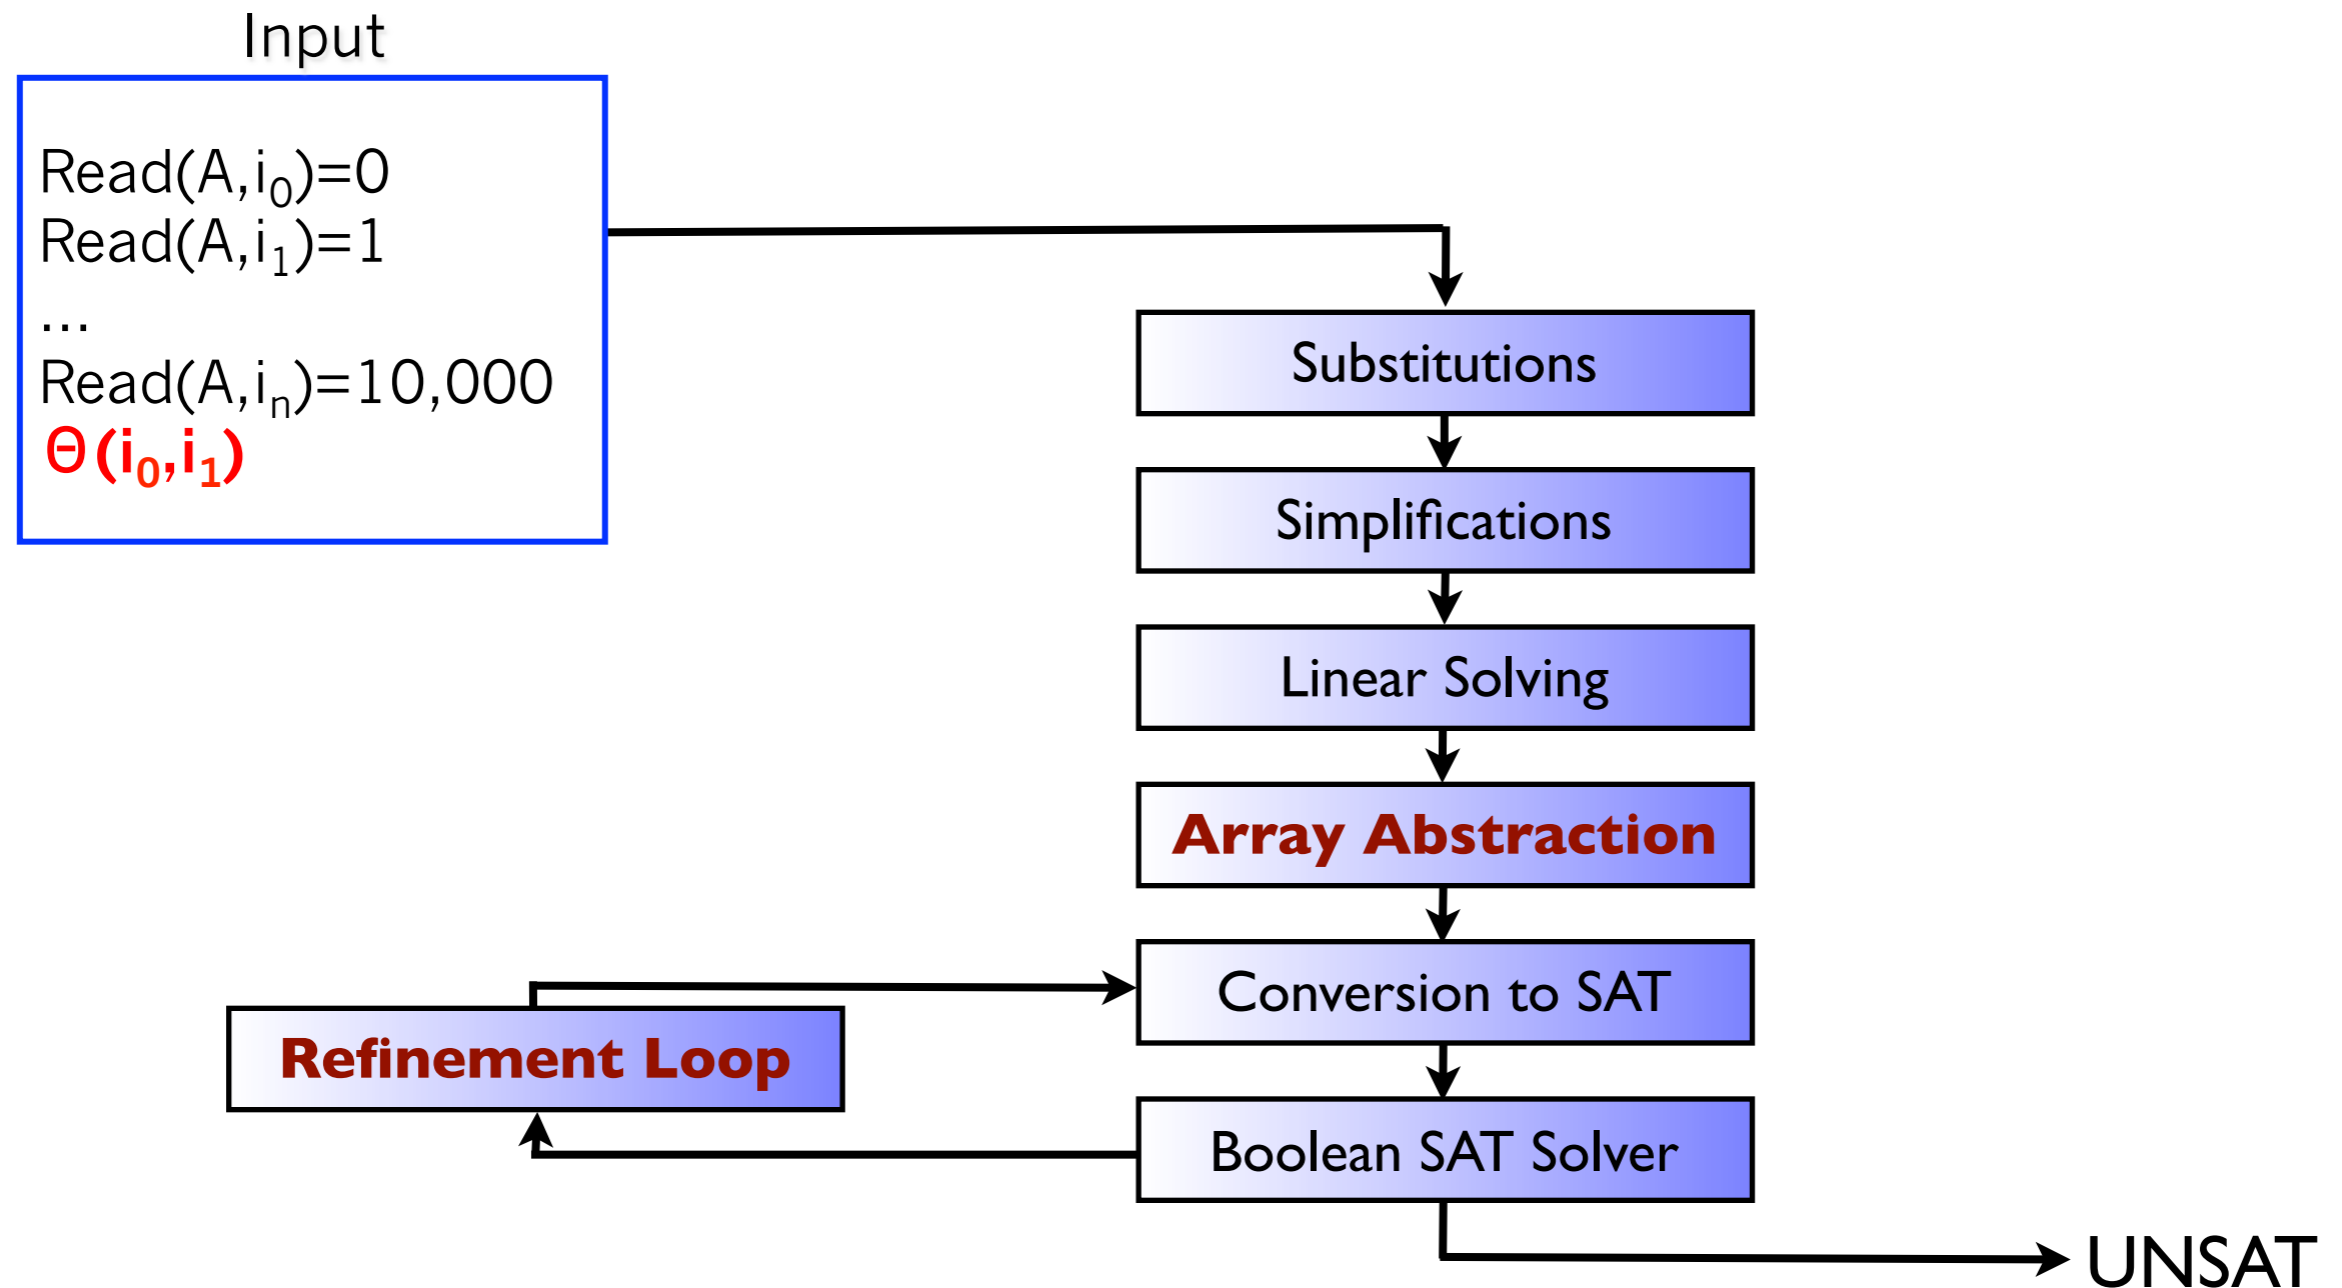 Input
Read(A,i₀)=0
Read(A,i₁)=1
...
Read(A,iₙ)=10,000
Θ(i₀,i₁)
Substitutions
Simplifications
Linear Solving
Array Abstraction
Conversion to SAT
Refinement Loop
Boolean SAT Solver
UNSAT